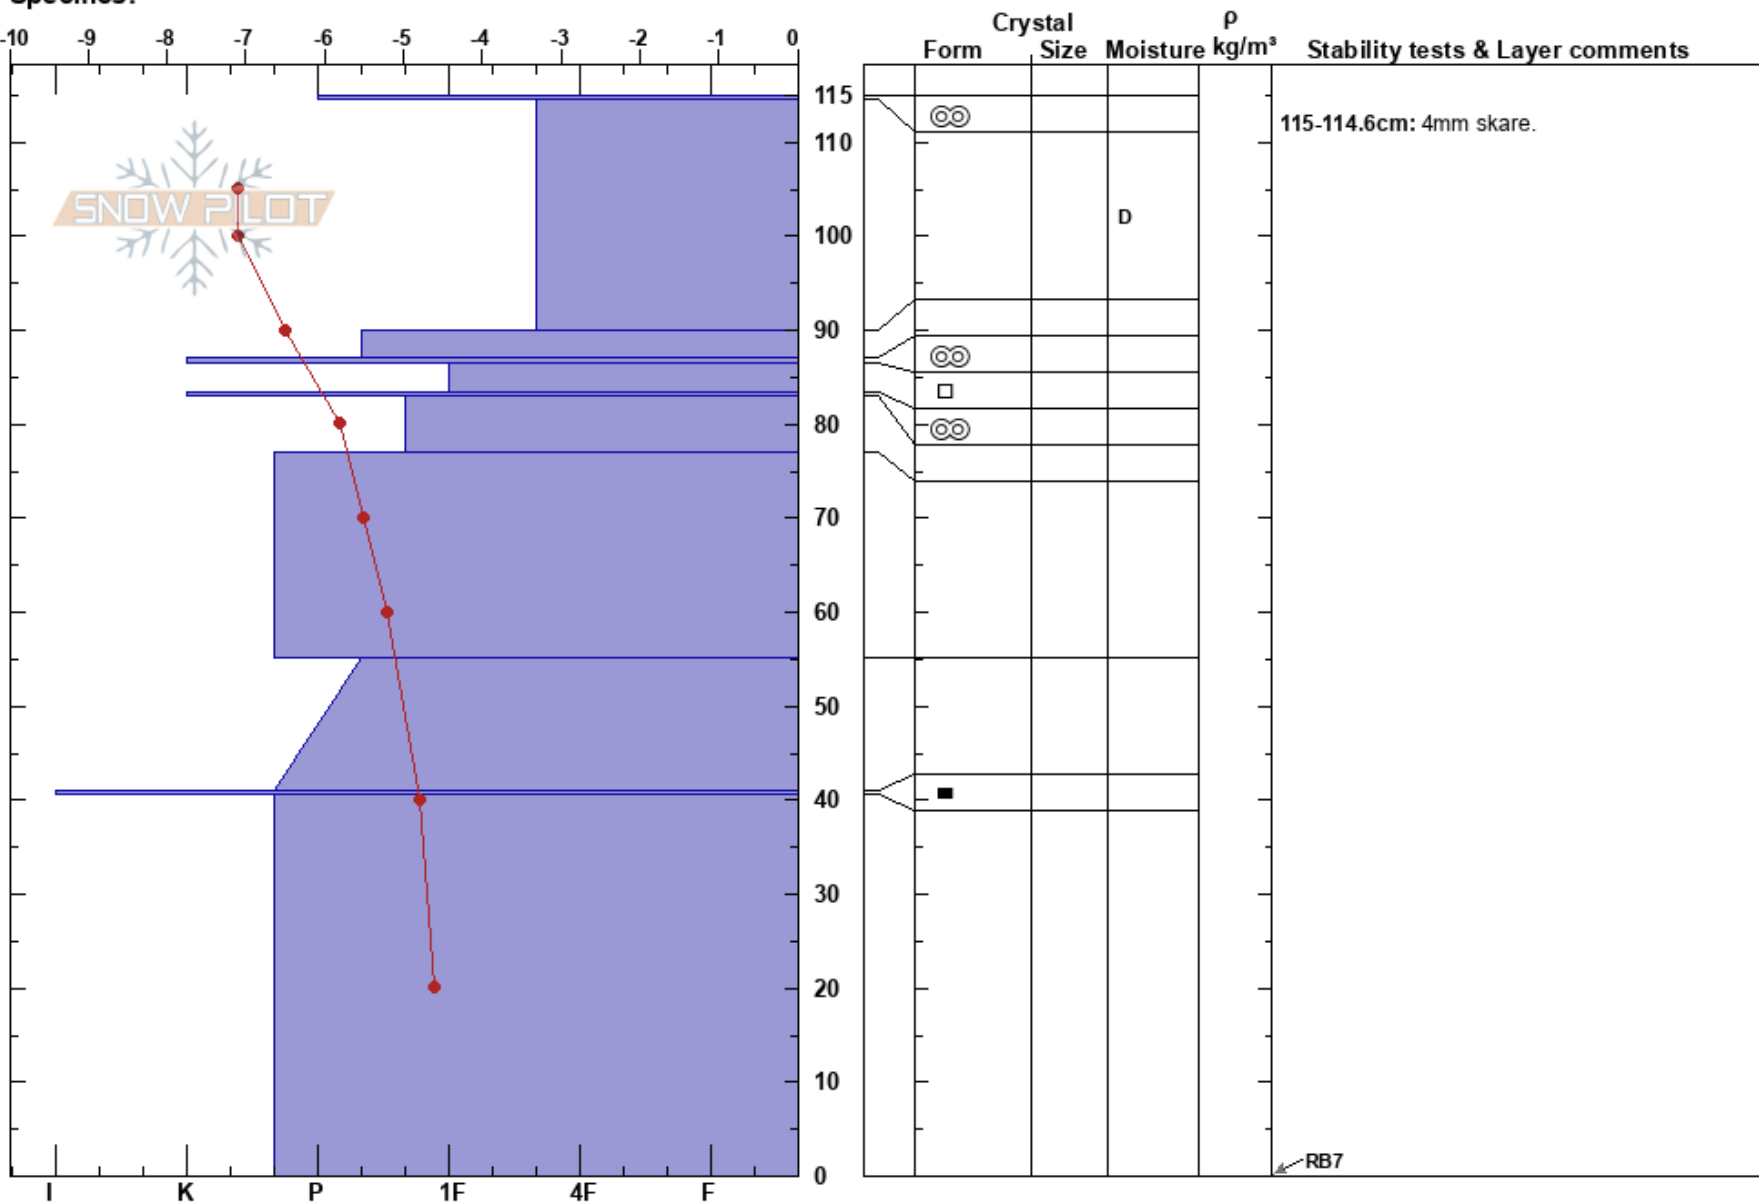 Specifics:
Crystal ρ
-10 -9 -8 -7 -6 -5 -4 -3 -2 -1 0 Form Size Moisture kg/m³ Stability tests & Layer comments
115
115-114.6cm: 4mm skare.
110
SNOW PILOT
D
100
90
80
70
60
50
40
30
20
10
RB7
0
I K P 1F 4F F